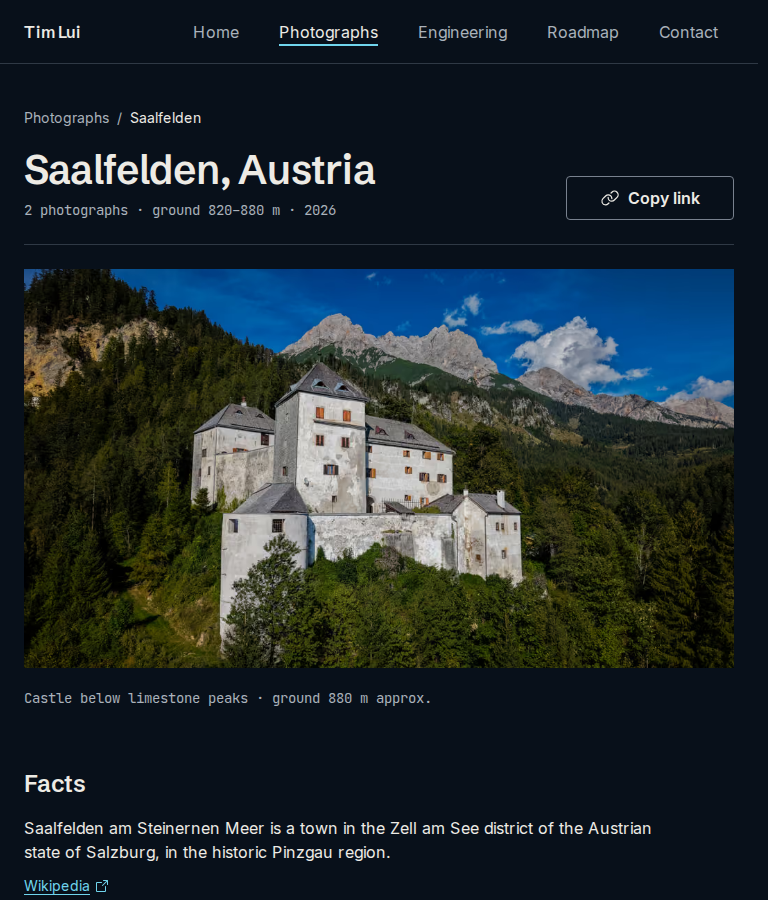 Tim Lui
Home Photographs Engineering Roadmap Contact
Photographs / Saalfelden
Saalfelden, Austria
2 photographs · ground 820–880 m · 2026
Copy link
Castle below limestone peaks · ground 880 m approx.
Facts
Saalfelden am Steinernen Meer is a town in the Zell am See district of the Austrian
state of Salzburg, in the historic Pinzgau region.
Wikipedia